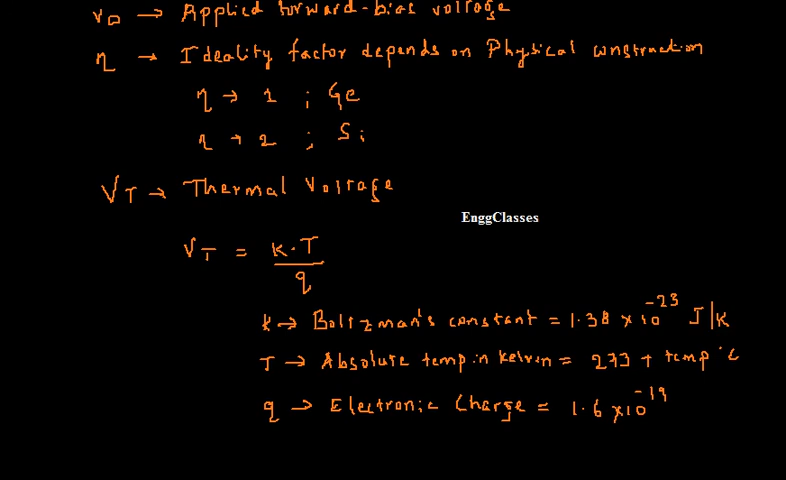 VD → Applied forward-bias voltage
η → Ideality factor depends on Physical construction
η → 1 ; Ge
η → 2 ; Si
VT → Thermal Voltage
EnggClasses
VT = K·T / q
K → Boltzman's constant = 1.38 × 10^-23 J/K
T → Absolute temp in Kelvin = 273 + temp °C
q → Electronic Charge = 1.6 × 10^-19